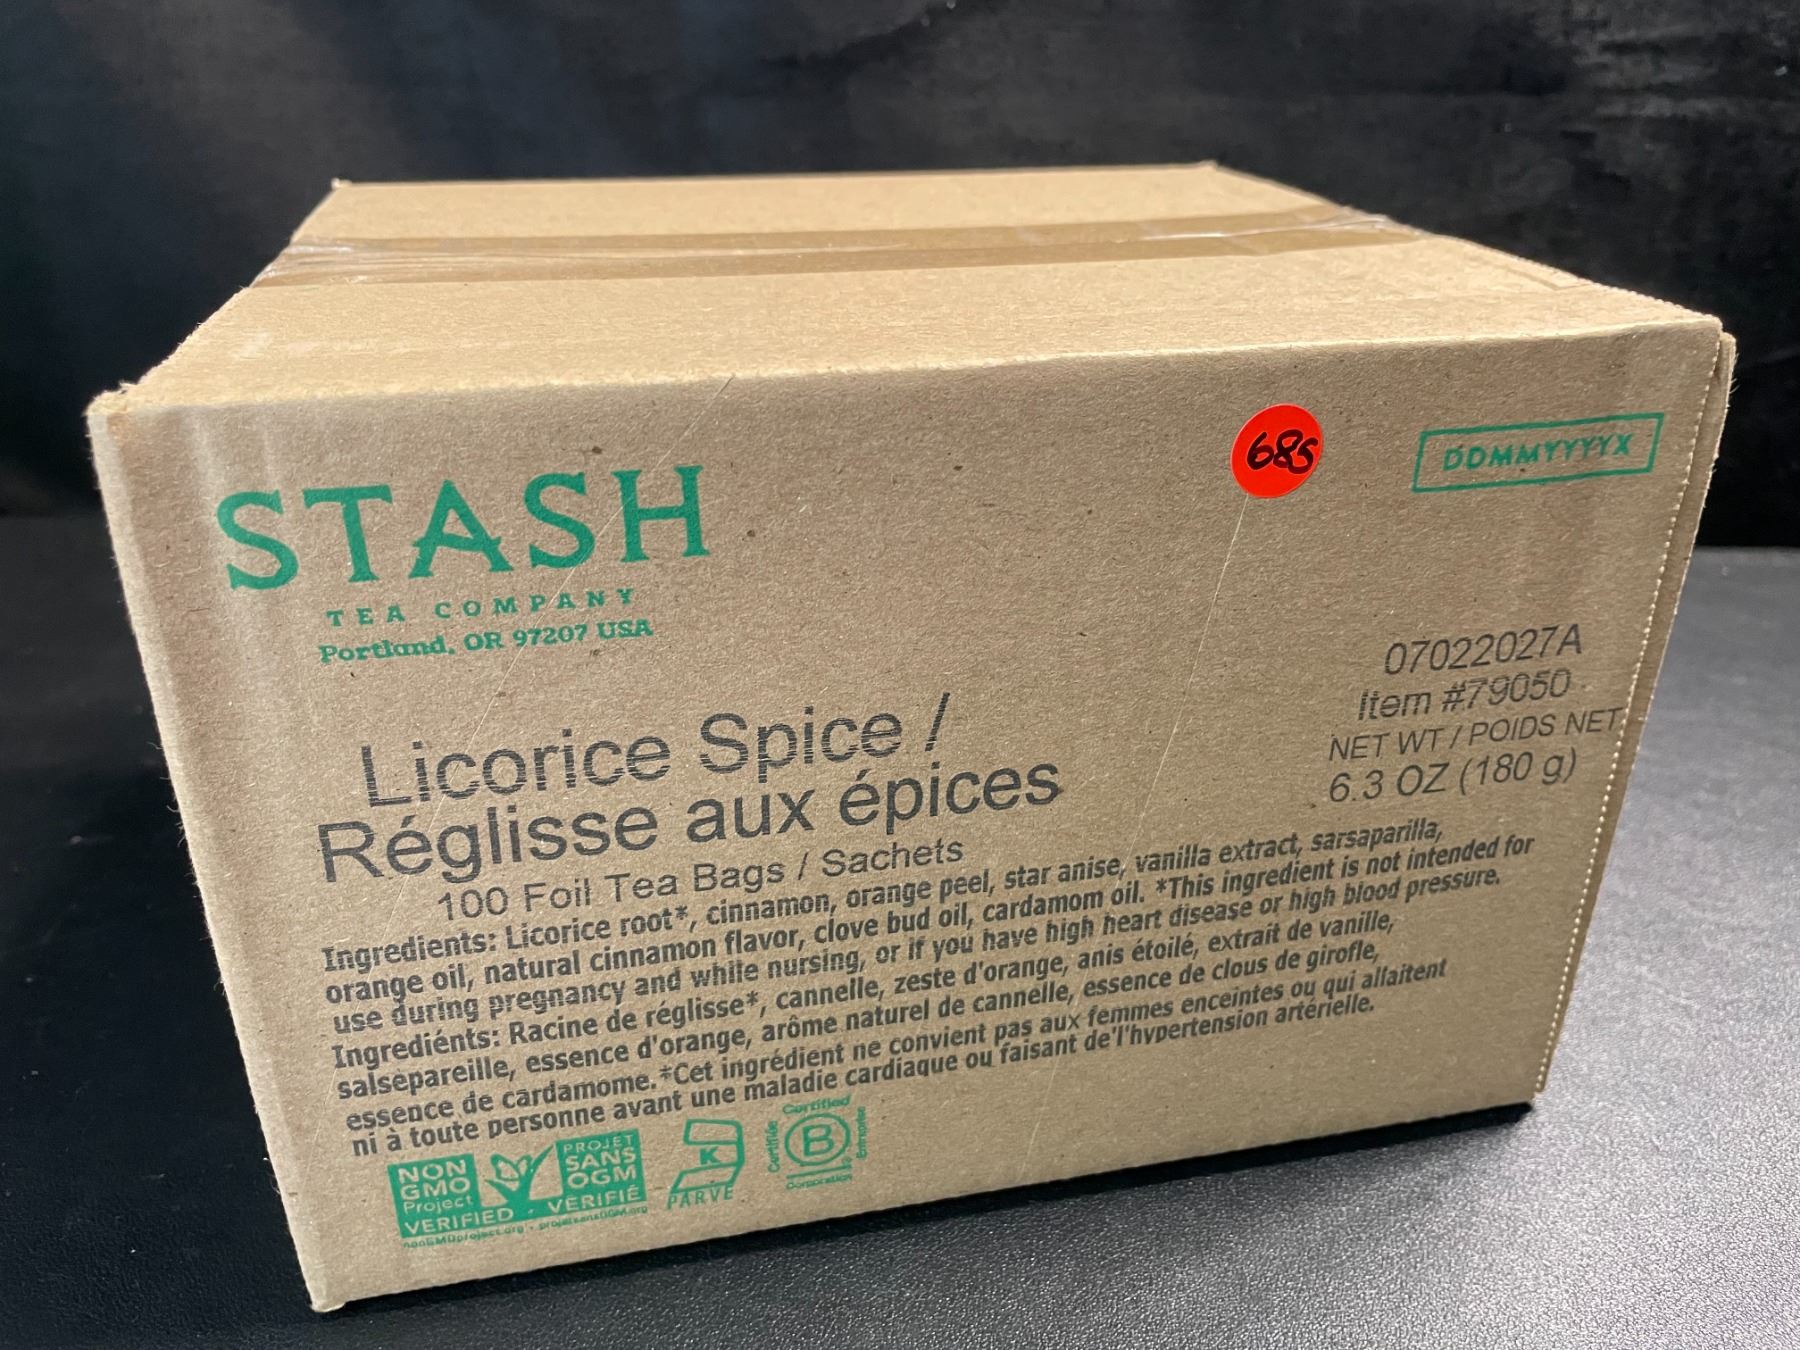 STASH
TEA COMPANY
Portland, OR 97207 USA
685
DDMMYYYYX
07022027A
Item #79050
NET WT / POIDS NET
6.3 OZ (180 g)
Licorice Spice /
Réglisse aux épices
100 Foil Tea Bags / Sachets
Ingredients: Licorice root*, cinnamon, orange peel, star anise, vanilla extract, sarsaparilla,
orange oil, natural cinnamon flavor, clove bud oil, cardamom oil. *This ingredient is not intended for
use during pregnancy and while nursing, or if you have high heart disease or high blood pressure.
Ingrediénts: Racine de réglisse*, cannelle, zeste d'orange, anis étoilé, extrait de vanille,
salsepareille, essence d'orange, arôme naturel de cannelle, essence de clous de girofle,
essence de cardamome.*Cet ingrédient ne convient pas aux femmes enceintes ou qui allaitent
ni à toute personne avant une maladie cardiaque ou faisant de'l'hypertension artérielle.
NON
GMO
Project
VERIFIED
nonGMOproject.org
PROJET
SANS
OGM
VÉRIFIÉ
projetsansOGM.org
K
PARVE
Certified
B
Corporation
Certifiée
Entreprise